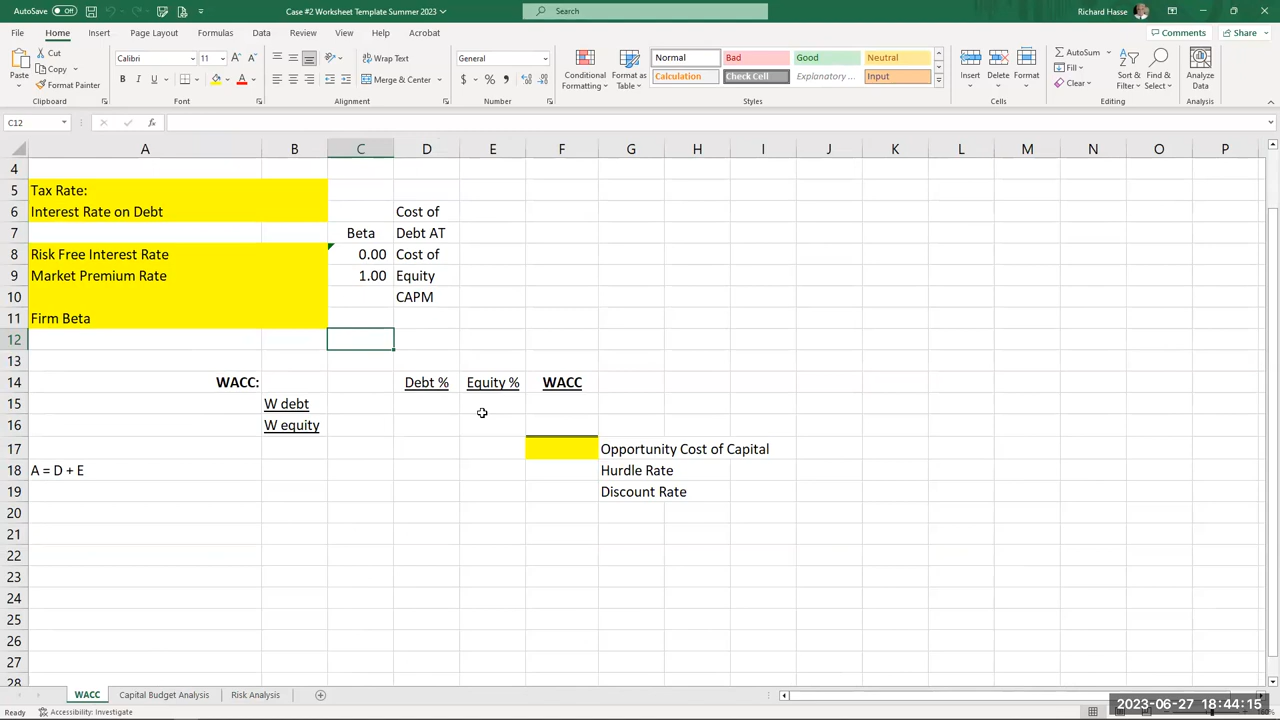 AutoSave Off Case #2 Worksheet Template Summer 2023 Search Richard Hasse
File Home Insert Page Layout Formulas Data Review View Help Acrobat Comments Share
Paste Cut Copy Format Painter Clipboard
Calibri 11 B I U A Font
Wrap Text Merge & Center Alignment
General $ % , Number
Conditional Formatting Format as Table
Normal Bad Good Neutral
Calculation Check Cell Explanatory ... Input
Styles
Insert Delete Format Cells
AutoSum Fill Clear Sort & Filter Find & Select Editing
Analyze Data Analysis
C12 fx
A B C D E F G H I J K L M N O P
4
5 Tax Rate:
6 Interest Rate on Debt Cost of
7 Beta Debt AT
8 Risk Free Interest Rate 0.00 Cost of
9 Market Premium Rate 1.00 Equity
10 CAPM
11 Firm Beta
12
13
14 WACC: Debt % Equity % WACC
15 W debt
16 W equity
17 Opportunity Cost of Capital
18 A = D + E Hurdle Rate
19 Discount Rate
20
21
22
23
24
25
26
27
28
WACC Capital Budget Analysis Risk Analysis
Ready Accessibility: Investigate
2023-06-27 18:44:15